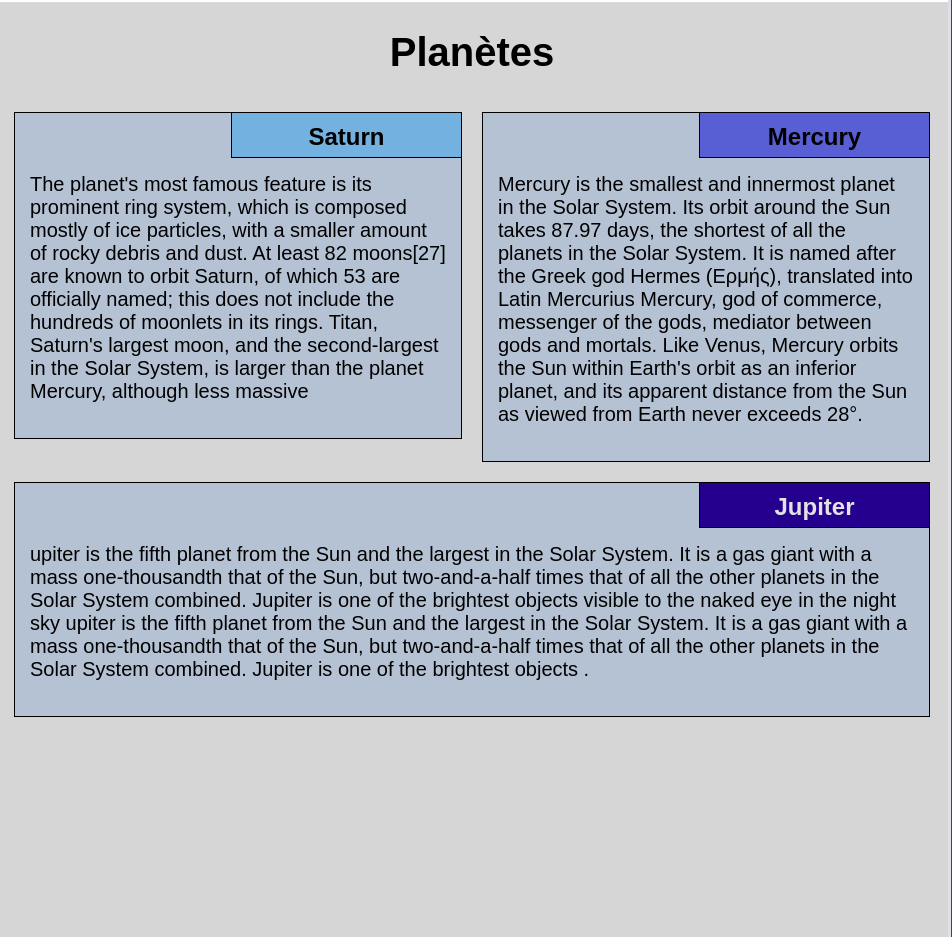 Planètes
Saturn
The planet's most famous feature is its
prominent ring system, which is composed
mostly of ice particles, with a smaller amount
of rocky debris and dust. At least 82 moons[27]
are known to orbit Saturn, of which 53 are
officially named; this does not include the
hundreds of moonlets in its rings. Titan,
Saturn's largest moon, and the second-largest
in the Solar System, is larger than the planet
Mercury, although less massive
Mercury
Mercury is the smallest and innermost planet
in the Solar System. Its orbit around the Sun
takes 87.97 days, the shortest of all the
planets in the Solar System. It is named after
the Greek god Hermes (Ερμής), translated into
Latin Mercurius Mercury, god of commerce,
messenger of the gods, mediator between
gods and mortals. Like Venus, Mercury orbits
the Sun within Earth's orbit as an inferior
planet, and its apparent distance from the Sun
as viewed from Earth never exceeds 28°.
Jupiter
upiter is the fifth planet from the Sun and the largest in the Solar System. It is a gas giant with a
mass one-thousandth that of the Sun, but two-and-a-half times that of all the other planets in the
Solar System combined. Jupiter is one of the brightest objects visible to the naked eye in the night
sky upiter is the fifth planet from the Sun and the largest in the Solar System. It is a gas giant with a
mass one-thousandth that of the Sun, but two-and-a-half times that of all the other planets in the
Solar System combined. Jupiter is one of the brightest objects .